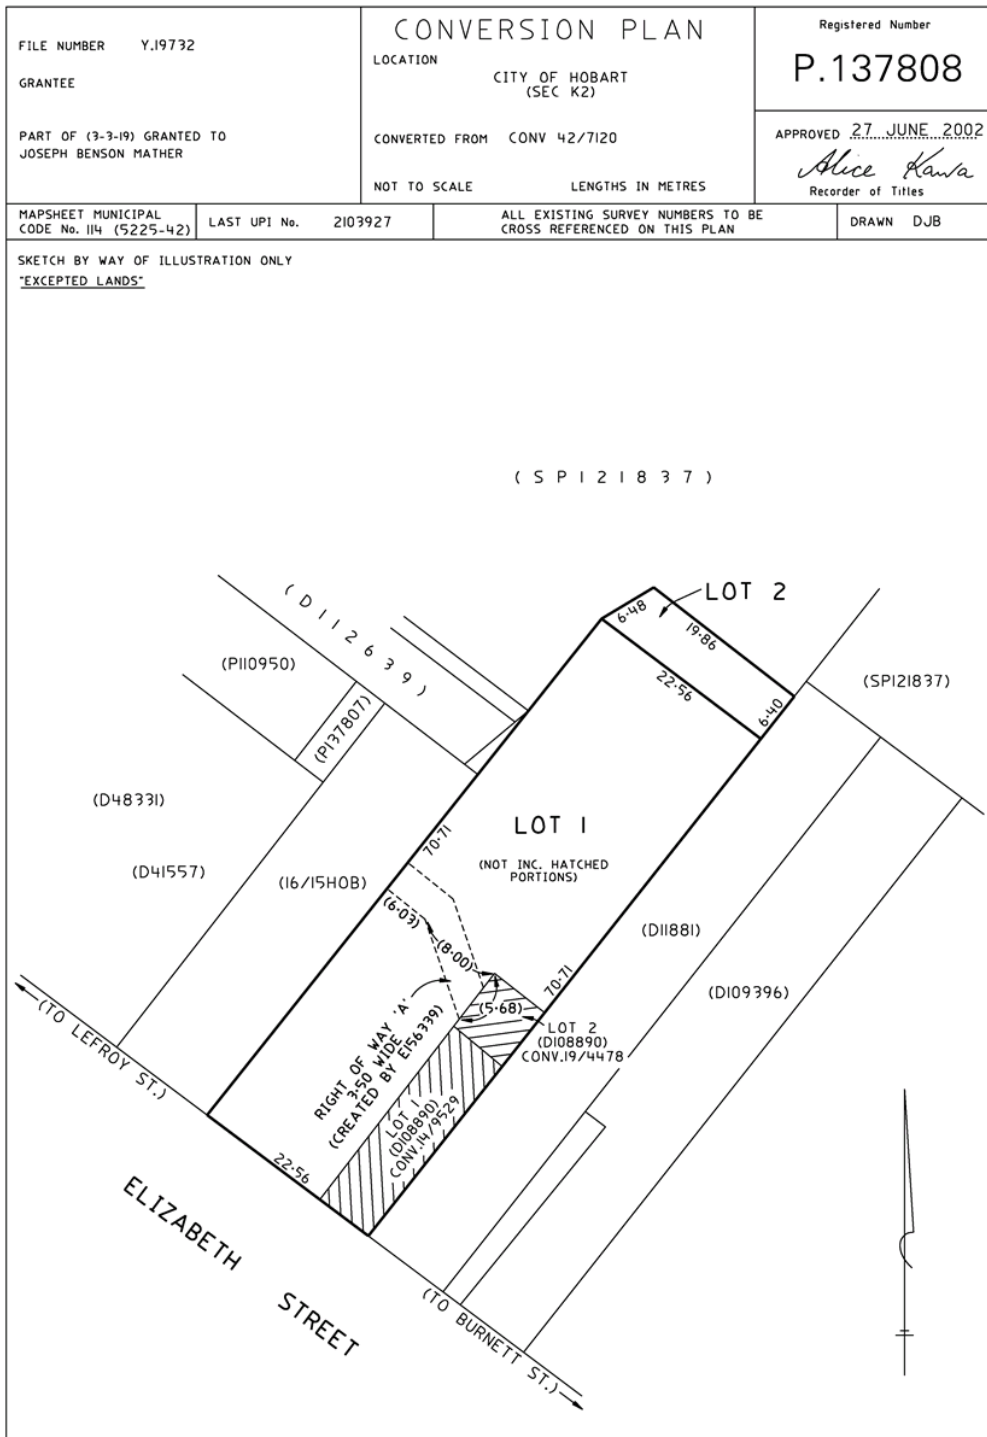 FILE NUMBER Y.19732
GRANTEE
PART OF (3-3-19) GRANTED TO
JOSEPH BENSON MATHER
CONVERSION PLAN
LOCATION
CITY OF HOBART
(SEC K2)
CONVERTED FROM CONV 42/7120
NOT TO SCALE LENGTHS IN METRES
Registered Number
P.137808
APPROVED 27 JUNE 2002
Alice Kawa
Recorder of Titles
MAPSHEET MUNICIPAL
CODE No. 114 (5225-42)
LAST UPI No. 2103927
ALL EXISTING SURVEY NUMBERS TO BE
CROSS REFERENCED ON THIS PLAN
DRAWN DJB
SKETCH BY WAY OF ILLUSTRATION ONLY
"EXCEPTED LANDS"
(SP121837)
(D112639)
LOT 2
6·48
19·86
(P110950)
22·56
(SP121837)
6·40
(P137807)
(D48331)
LOT 1
70·71
(NOT INC. HATCHED
PORTIONS)
(D41557)
(16/15HOB)
(6·03)
(D11881)
(8·00)
70·71
(D109396)
(5·68)
LOT 2
(D108890)
CONV.19/4478
(TO LEFROY ST.)
RIGHT OF WAY 'A'
3·50 WIDE
(CREATED BY E156339)
LOT 1
(D108890)
CONV.14/9529
22·56
ELIZABETH STREET
(TO BURNETT ST.)